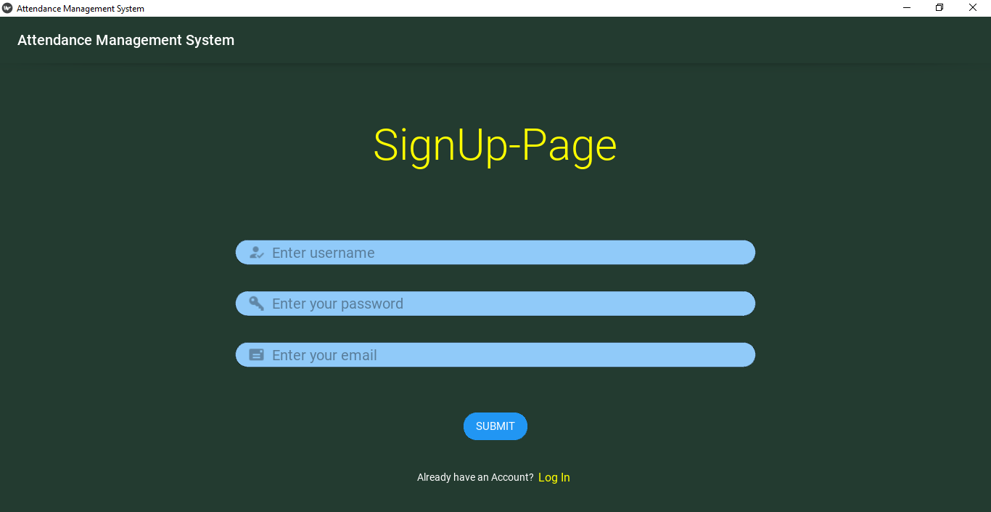 Attendance Management System
Attendance Management System
SignUp-Page
Enter username
Enter your password
Enter your email
SUBMIT
Already have an Account? Log In